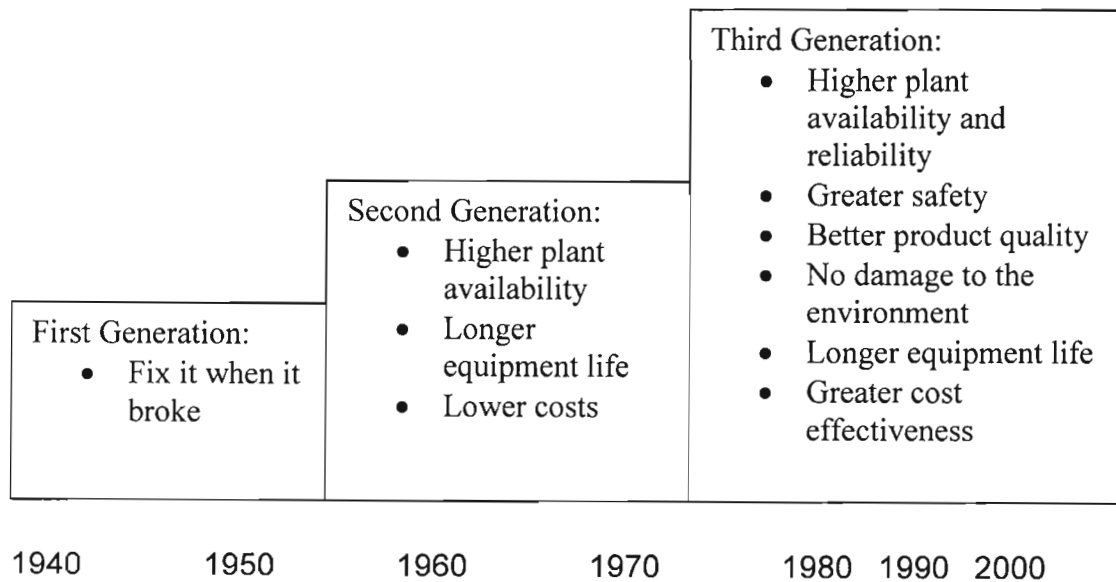 First Generation:
• Fix it when it
broke
Second Generation:
• Higher plant
availability
• Longer
equipment life
• Lower costs
Third Generation:
• Higher plant
availability and
reliability
• Greater safety
• Better product quality
• No damage to the
environment
• Longer equipment life
• Greater cost
effectiveness
1940 1950 1960 1970 1980 1990 2000